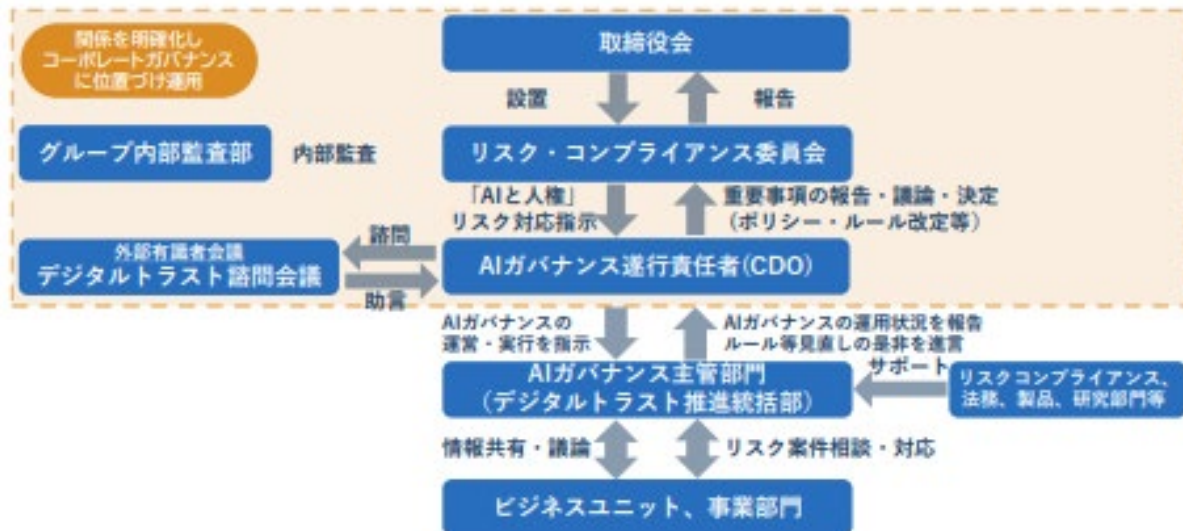 関係を明確化し
コーポレートガバナンス
に位置づけ運用
取締役会
設置
報告
グループ内部監査部
内部監査
リスク・コンプライアンス委員会
「AIと人権」
リスク対応指示
重要事項の報告・議論・決定
(ポリシー・ルール改定等)
諮問
外部有識者会議
デジタルトラスト諮問会議
助言
AIガバナンス遂行責任者(CDO)
AIガバナンスの
運営・実行を指示
AIガバナンスの運用状況を報告
ルール等見直しの是非を進言
サポート
AIガバナンス主管部門
(デジタルトラスト推進統括部)
リスクコンプライアンス、
法務、製品、研究部門等
情報共有・議論
リスク案件相談・対応
ビジネスユニット、事業部門